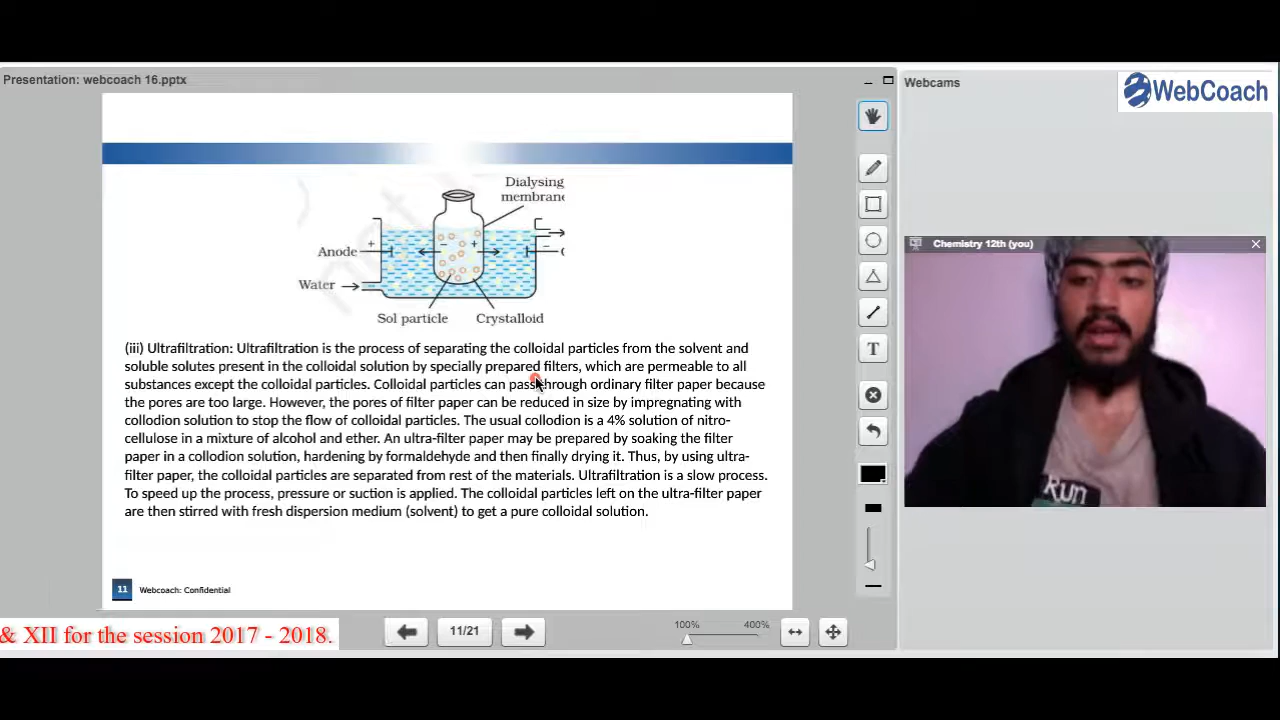 Presentation: webcoach 16.pptx
Webcams
WebCoach
Chemistry 12th (you)
Dialysing
membrane
Anode
+
−
+
−
Water
Sol particle
Crystalloid
(iii) Ultrafiltration: Ultrafiltration is the process of separating the colloidal particles from the solvent and
soluble solutes present in the colloidal solution by specially prepared filters, which are permeable to all
substances except the colloidal particles. Colloidal particles can pass through ordinary filter paper because
the pores are too large. However, the pores of filter paper can be reduced in size by impregnating with
collodion solution to stop the flow of colloidal particles. The usual collodion is a 4% solution of nitro-
cellulose in a mixture of alcohol and ether. An ultra-filter paper may be prepared by soaking the filter
paper in a collodion solution, hardening by formaldehyde and then finally drying it. Thus, by using ultra-
filter paper, the colloidal particles are separated from rest of the materials. Ultrafiltration is a slow process.
To speed up the process, pressure or suction is applied. The colloidal particles left on the ultra-filter paper
are then stirred with fresh dispersion medium (solvent) to get a pure colloidal solution.
11
Webcoach: Confidential
T
Run
& XII for the session 2017 - 2018.
11/21
100%
400%